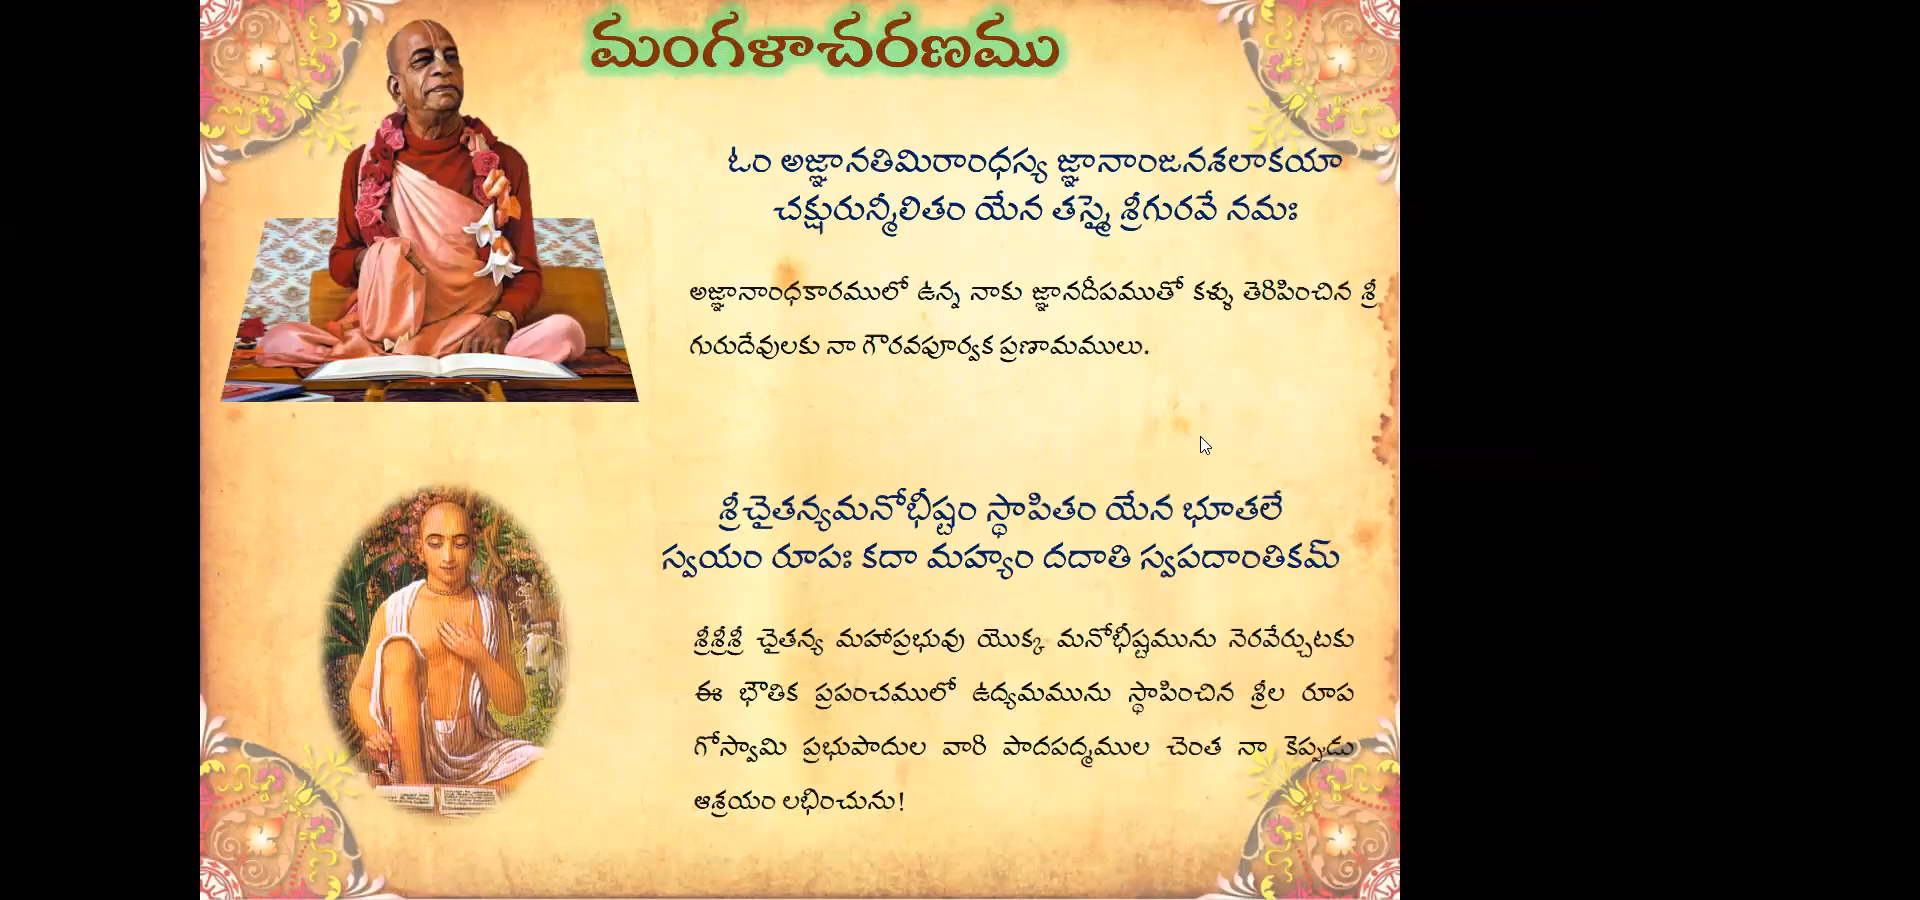 మంగళాచరణము
ఓం అజ్ఞానతిమిరాంధస్య జ్ఞానాంజనశలాకయా
చక్షురున్మీలితం యేన తస్మై శ్రీగురవే నమః
అజ్ఞానాంధకారములో ఉన్న నాకు జ్ఞానదీపముతో కళ్ళు తెరిపించిన శ్రీ
గురుదేవులకు నా గౌరవపూర్వక ప్రణామములు.
శ్రీచైతన్యమనోభీష్టం స్థాపితం యేన భూతలే
స్వయం రూపః కదా మహ్యం దదాతి స్వపదాంతికమ్
శ్రీశ్రీశ్రీ చైతన్య మహాప్రభువు యొక్క మనోభీష్టమును నెరవేర్చుటకు
ఈ భౌతిక ప్రపంచములో ఉద్యమమును స్థాపించిన శ్రీల రూప
గోస్వామి ప్రభుపాదుల వారి పాదపద్మముల చెంత నా కెప్పుడు
ఆశ్రయం లభించును!